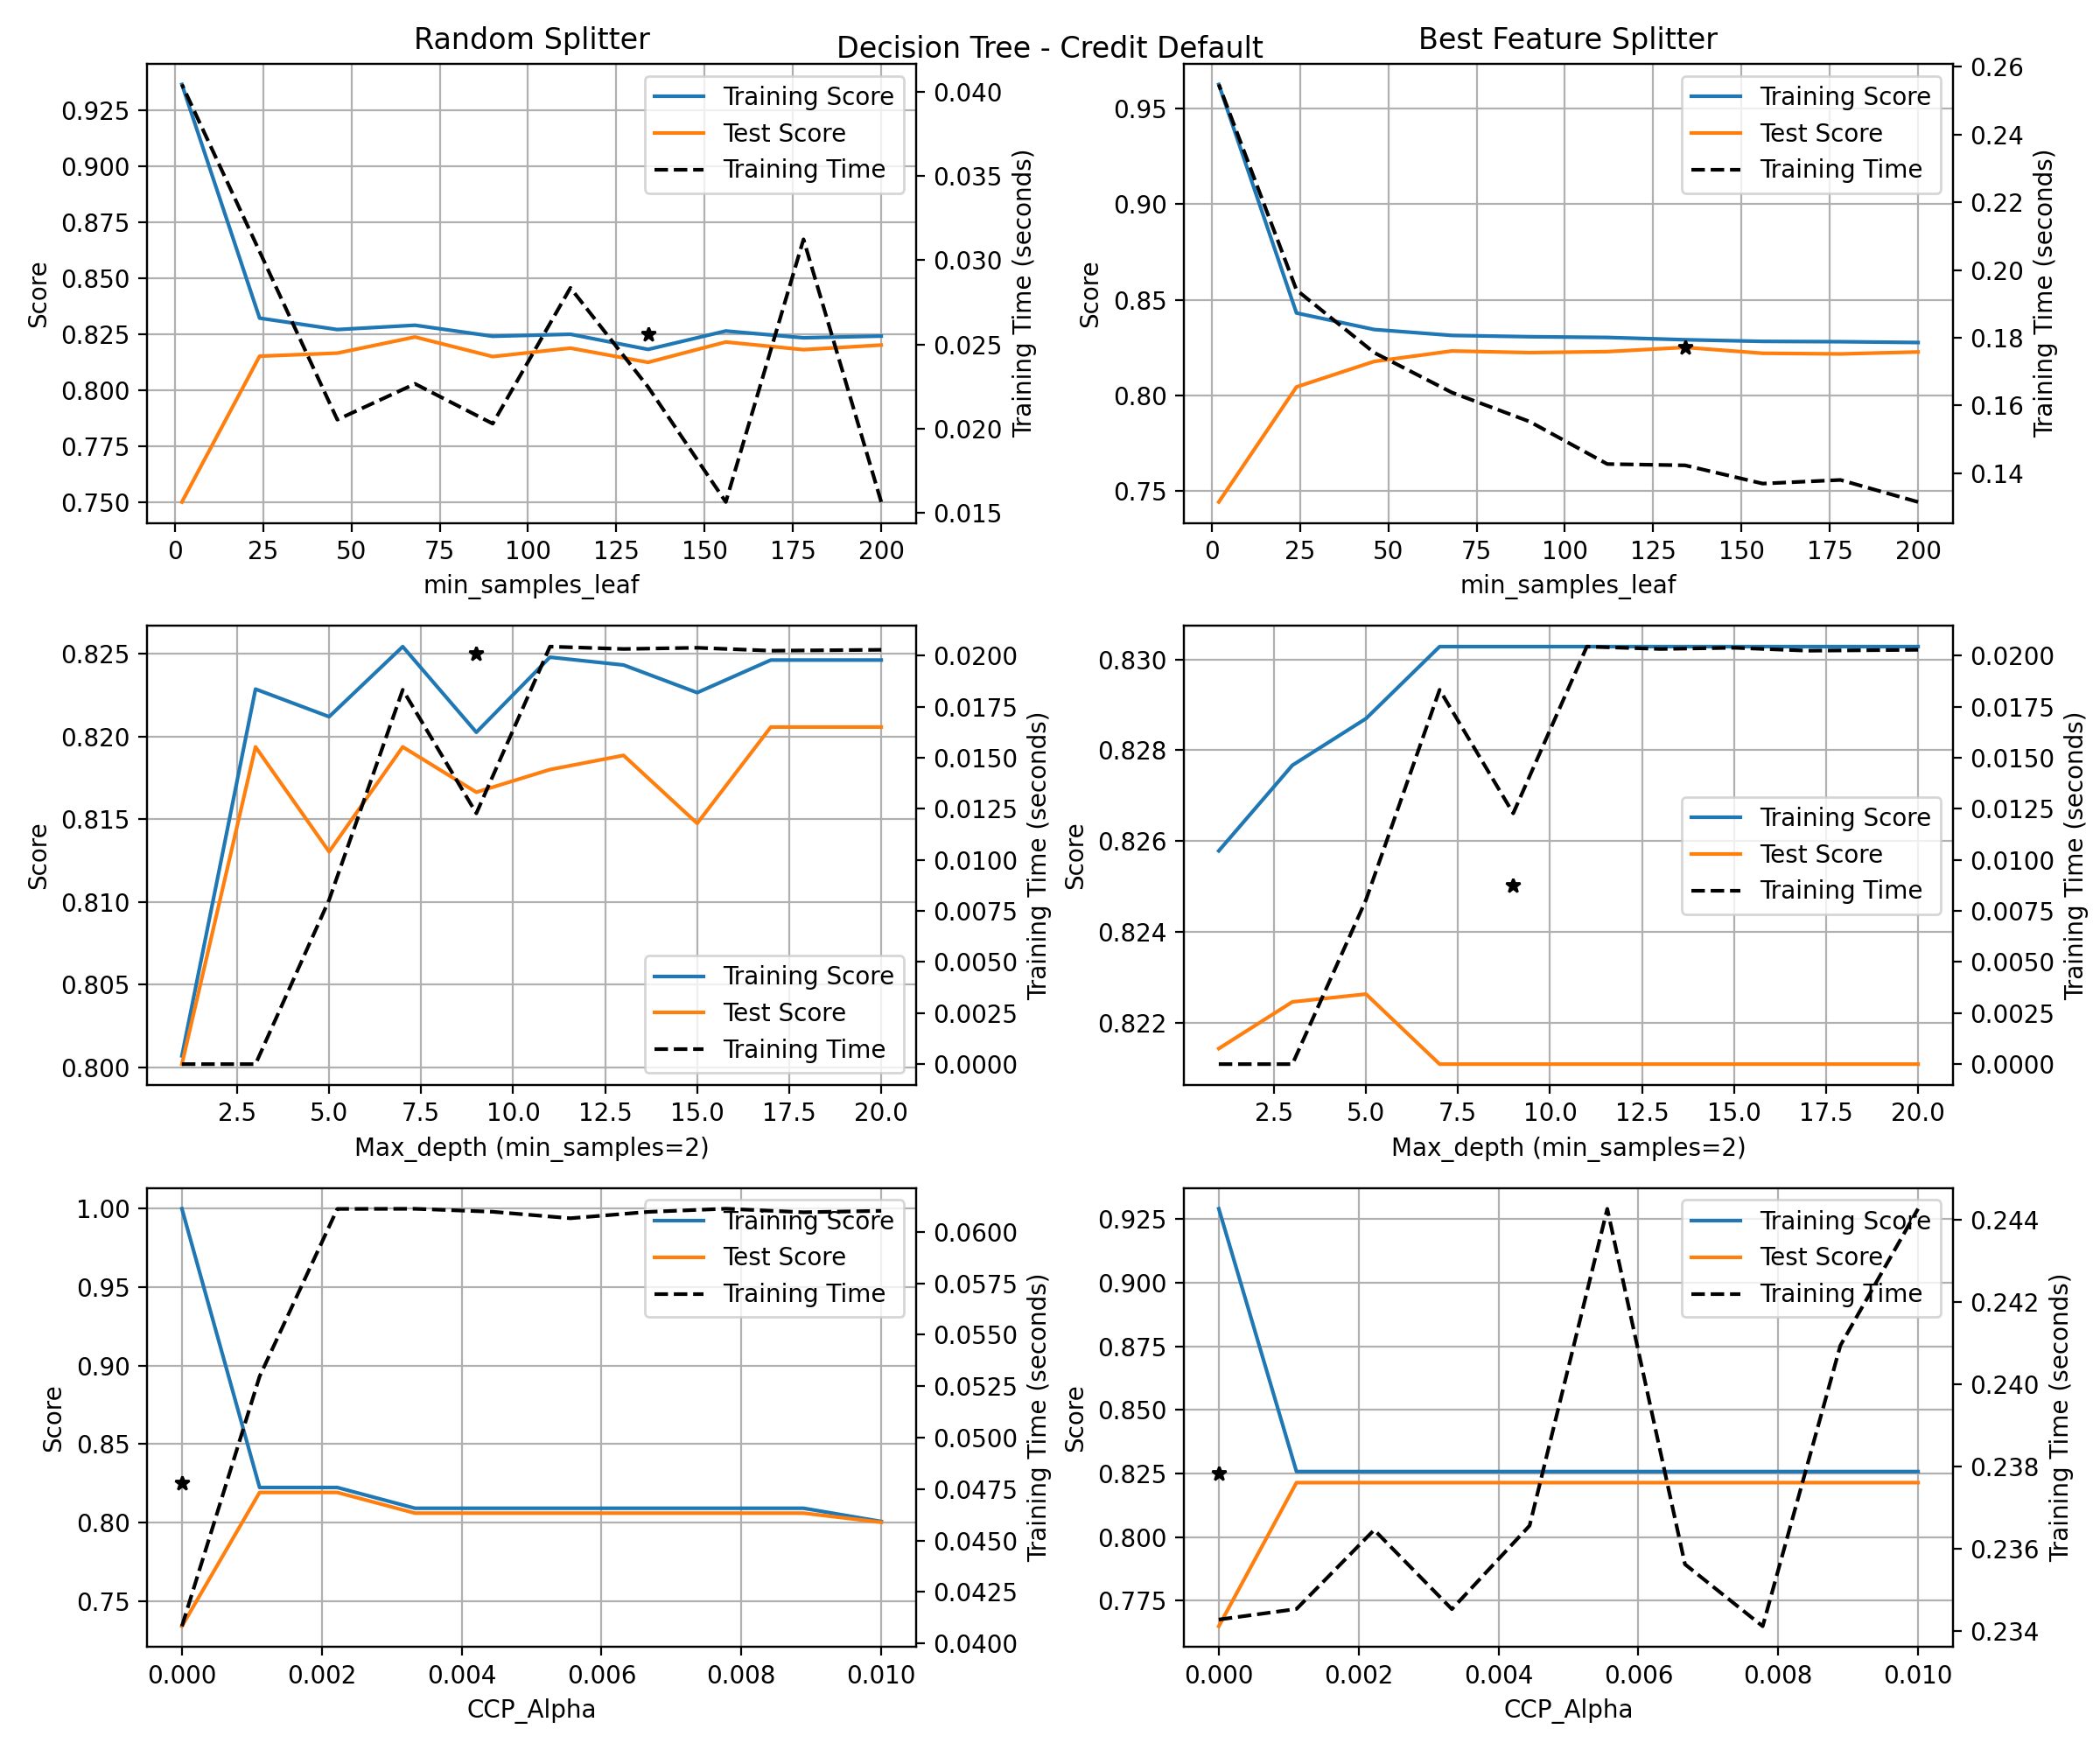 Decision Tree - Credit Default
Random Splitter
0.925
0.900
0.875
0.850
0.825
0.800
0.775
0.750
Score
0.040
0.035
0.030
0.025
0.020
0.015
Training Time (seconds)
Training Score
Test Score
Training Time
0 25 50 75 100 125 150 175 200
min_samples_leaf
Best Feature Splitter
0.95
0.90
0.85
0.80
0.75
Score
0.26
0.24
0.22
0.20
0.18
0.16
0.14
Training Time (seconds)
Training Score
Test Score
Training Time
0 25 50 75 100 125 150 175 200
min_samples_leaf
0.825
0.820
0.815
0.810
0.805
0.800
Score
0.0200
0.0175
0.0150
0.0125
0.0100
0.0075
0.0050
0.0025
0.0000
Training Time (seconds)
Training Score
Test Score
Training Time
2.5 5.0 7.5 10.0 12.5 15.0 17.5 20.0
Max_depth (min_samples=2)
0.830
0.828
0.826
0.824
0.822
Score
0.0200
0.0175
0.0150
0.0125
0.0100
0.0075
0.0050
0.0025
0.0000
Training Time (seconds)
Training Score
Test Score
Training Time
2.5 5.0 7.5 10.0 12.5 15.0 17.5 20.0
Max_depth (min_samples=2)
1.00
0.95
0.90
0.85
0.80
0.75
Score
0.0600
0.0575
0.0550
0.0525
0.0500
0.0475
0.0450
0.0425
0.0400
Training Time (seconds)
Training Score
Test Score
Training Time
0.000 0.002 0.004 0.006 0.008 0.010
CCP_Alpha
0.925
0.900
0.875
0.850
0.825
0.800
0.775
Score
0.244
0.242
0.240
0.238
0.236
0.234
Training Time (seconds)
Training Score
Test Score
Training Time
0.000 0.002 0.004 0.006 0.008 0.010
CCP_Alpha